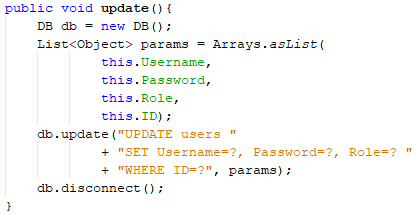 public void update(){
    DB db = new DB();
    List<Object> params = Arrays.asList(
            this.Username,
            this.Password,
            this.Role,
            this.ID);
    db.update("UPDATE users "
            + "SET Username=?, Password=?, Role=? "
            + "WHERE ID=?", params);
    db.disconnect();
}